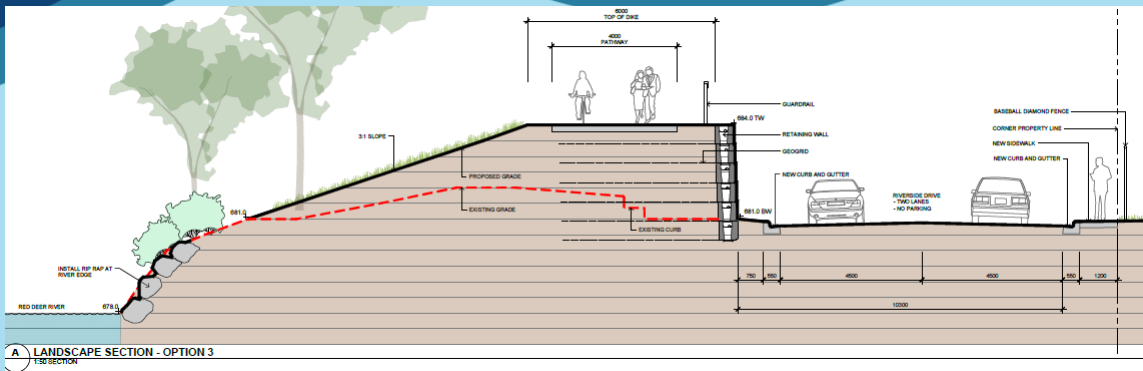 6000
TOP OF DIKE
4000
PATHWAY
GUARDRAIL
684.0 TW
RETAINING WALL
GEOGRID
BASEBALL DIAMOND FENCE
CORNER PROPERTY LINE
NEW SIDEWALK
NEW CURB AND GUTTER
3:1 SLOPE
PROPOSED GRADE
EXISTING GRADE
NEW CURB AND GUTTER
RIVERSIDE DRIVE
- TWO LANES
- NO PARKING
681.0
681.0 BW
EXISTING CURB
INSTALL RIP RAP AT
RIVER EDGE
RED DEER RIVER
678.0
750
550
4500
4500
550
1200
10300
A
LANDSCAPE SECTION - OPTION 3
1:50 SECTION